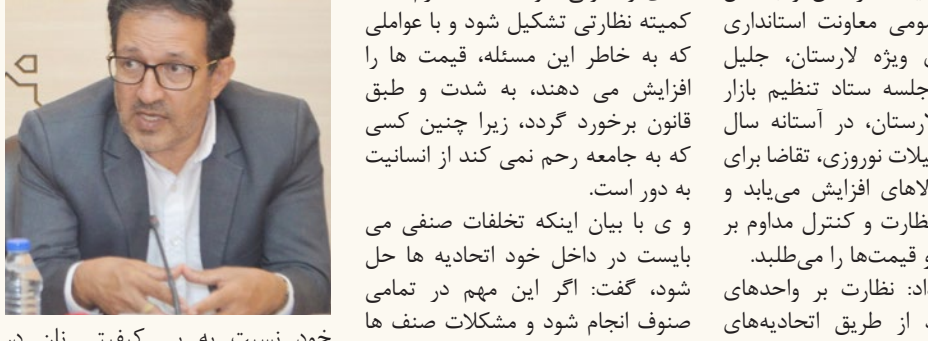 ومی معاونت استانداری
ویژه لارستان، جلیل
جلسه ستاد تنظیم بازار
لارستان، در آستانه سال
نوروزی، تقاضا برای
افزایش می‌یابد و
نظارت و کنترل مداوم بر
و قیمت‌ها را می‌طلبد.
نظارت بر واحدهای
از طریق اتحادیه‌های
کمیته نظارتی تشکیل شود و با عواملی
که به خاطر این مسئله، قیمت ها را
افزایش می دهند، به شدت و طبق
قانون برخورد گردد، زیرا چنین کسی
که به جامعه رحم نمی کند از انسانیت
به دور است.
و ی با بیان اینکه تخلفات صنفی می
بایست در داخل خود اتحادیه ها حل
شود، گفت: اگر این مهم در تمامی
صنوف انجام شود و مشکلات صنف ها